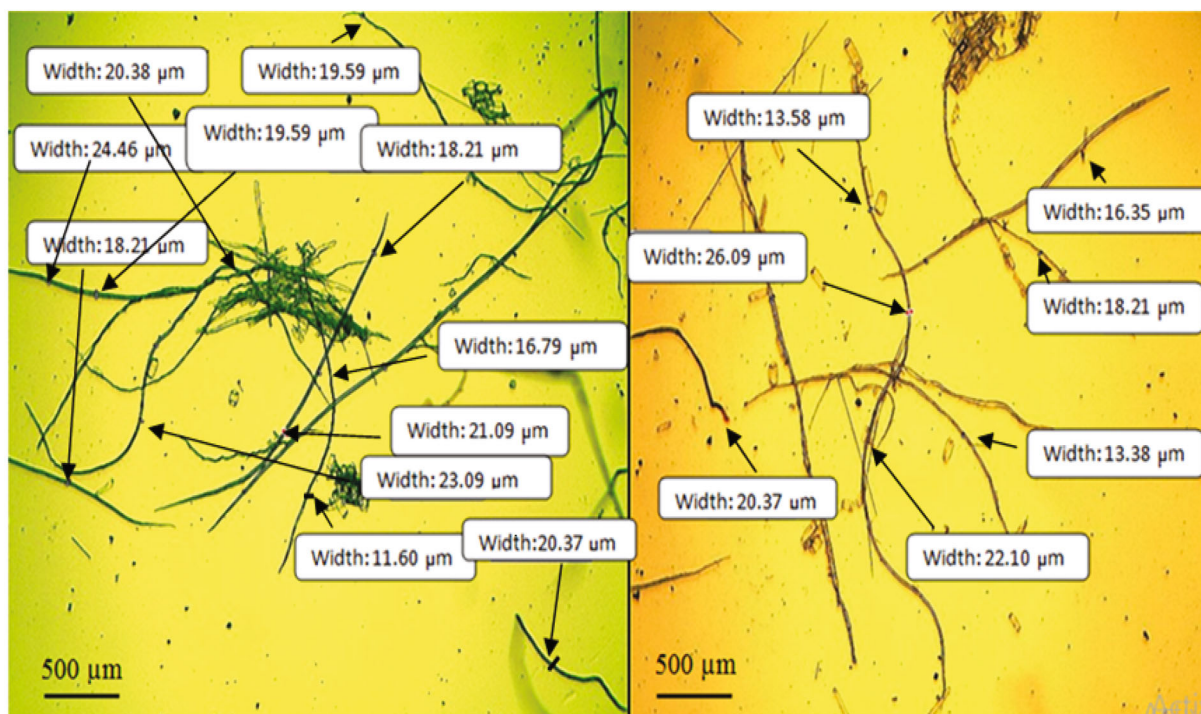 Width: 20.38 µm
Width: 19.59 µm
Width: 19.59 µm
Width: 24.46 µm
Width: 18.21 µm
Width: 18.21 µm
Width: 16.79 µm
Width: 21.09 µm
Width: 23.09 µm
Width: 20.37 µm
Width: 11.60 µm
500 µm
Width: 13.58 µm
Width: 16.35 µm
Width: 26.09 µm
Width: 18.21 µm
Width: 13.38 µm
Width: 20.37 µm
Width: 22.10 µm
500 µm